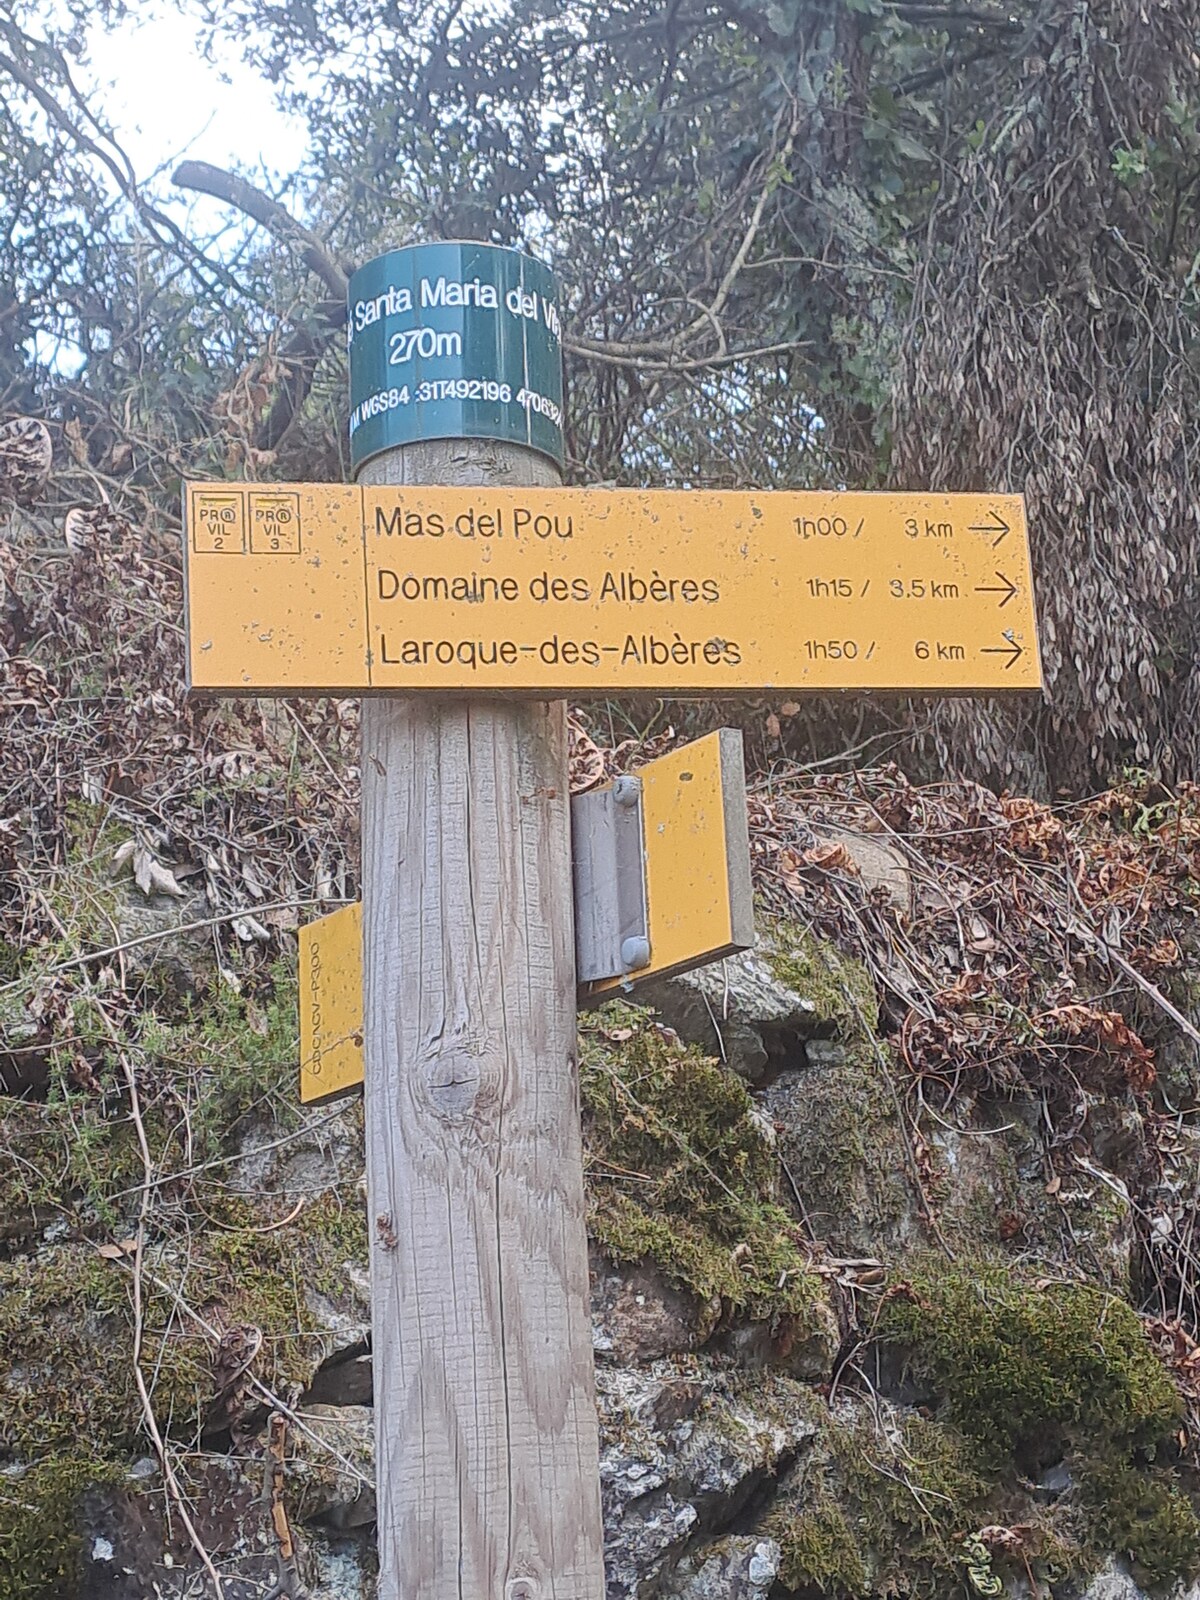 Santa Maria del
270m
WGS84 :31T492196
PR®
VIL
2
PR®
VIL
3
Mas del Pou 1h00 / 3 km →
Domaine des Albères 1h15 / 3.5 km →
Laroque-des-Albères 1h50 / 6 km →